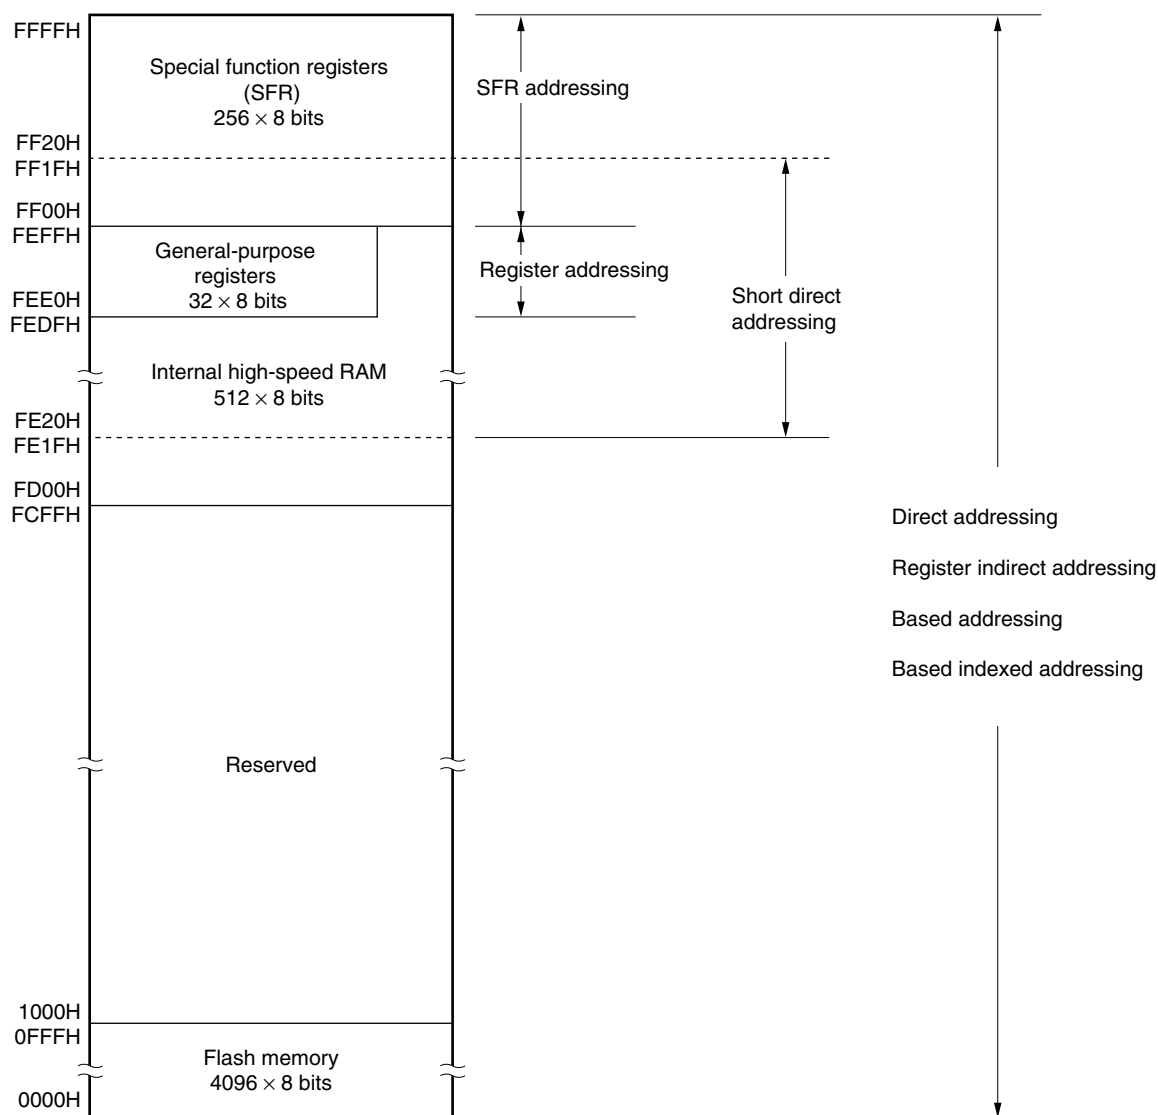 FFFFH
Special function registers
(SFR)
256 × 8 bits
SFR addressing
FF20H
FF1FH
FF00H
FEFFH
General-purpose
registers
32 × 8 bits
Register addressing
FEE0H
FEDFH
Short direct
addressing
Internal high-speed RAM
512 × 8 bits
FE20H
FE1FH
FD00H
FCFFH
Direct addressing
Register indirect addressing
Based addressing
Based indexed addressing
Reserved
1000H
0FFFH
Flash memory
4096 × 8 bits
0000H